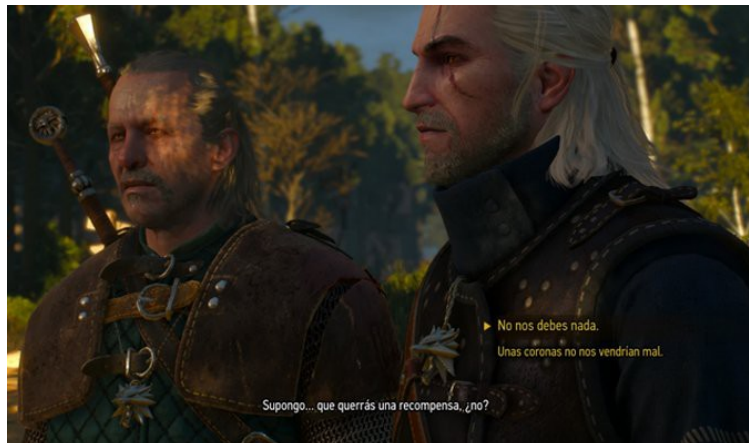 No nos debes nada.
Unas coronas no nos vendrían mal.
Supongo... que querrás una recompensa, ¿no?